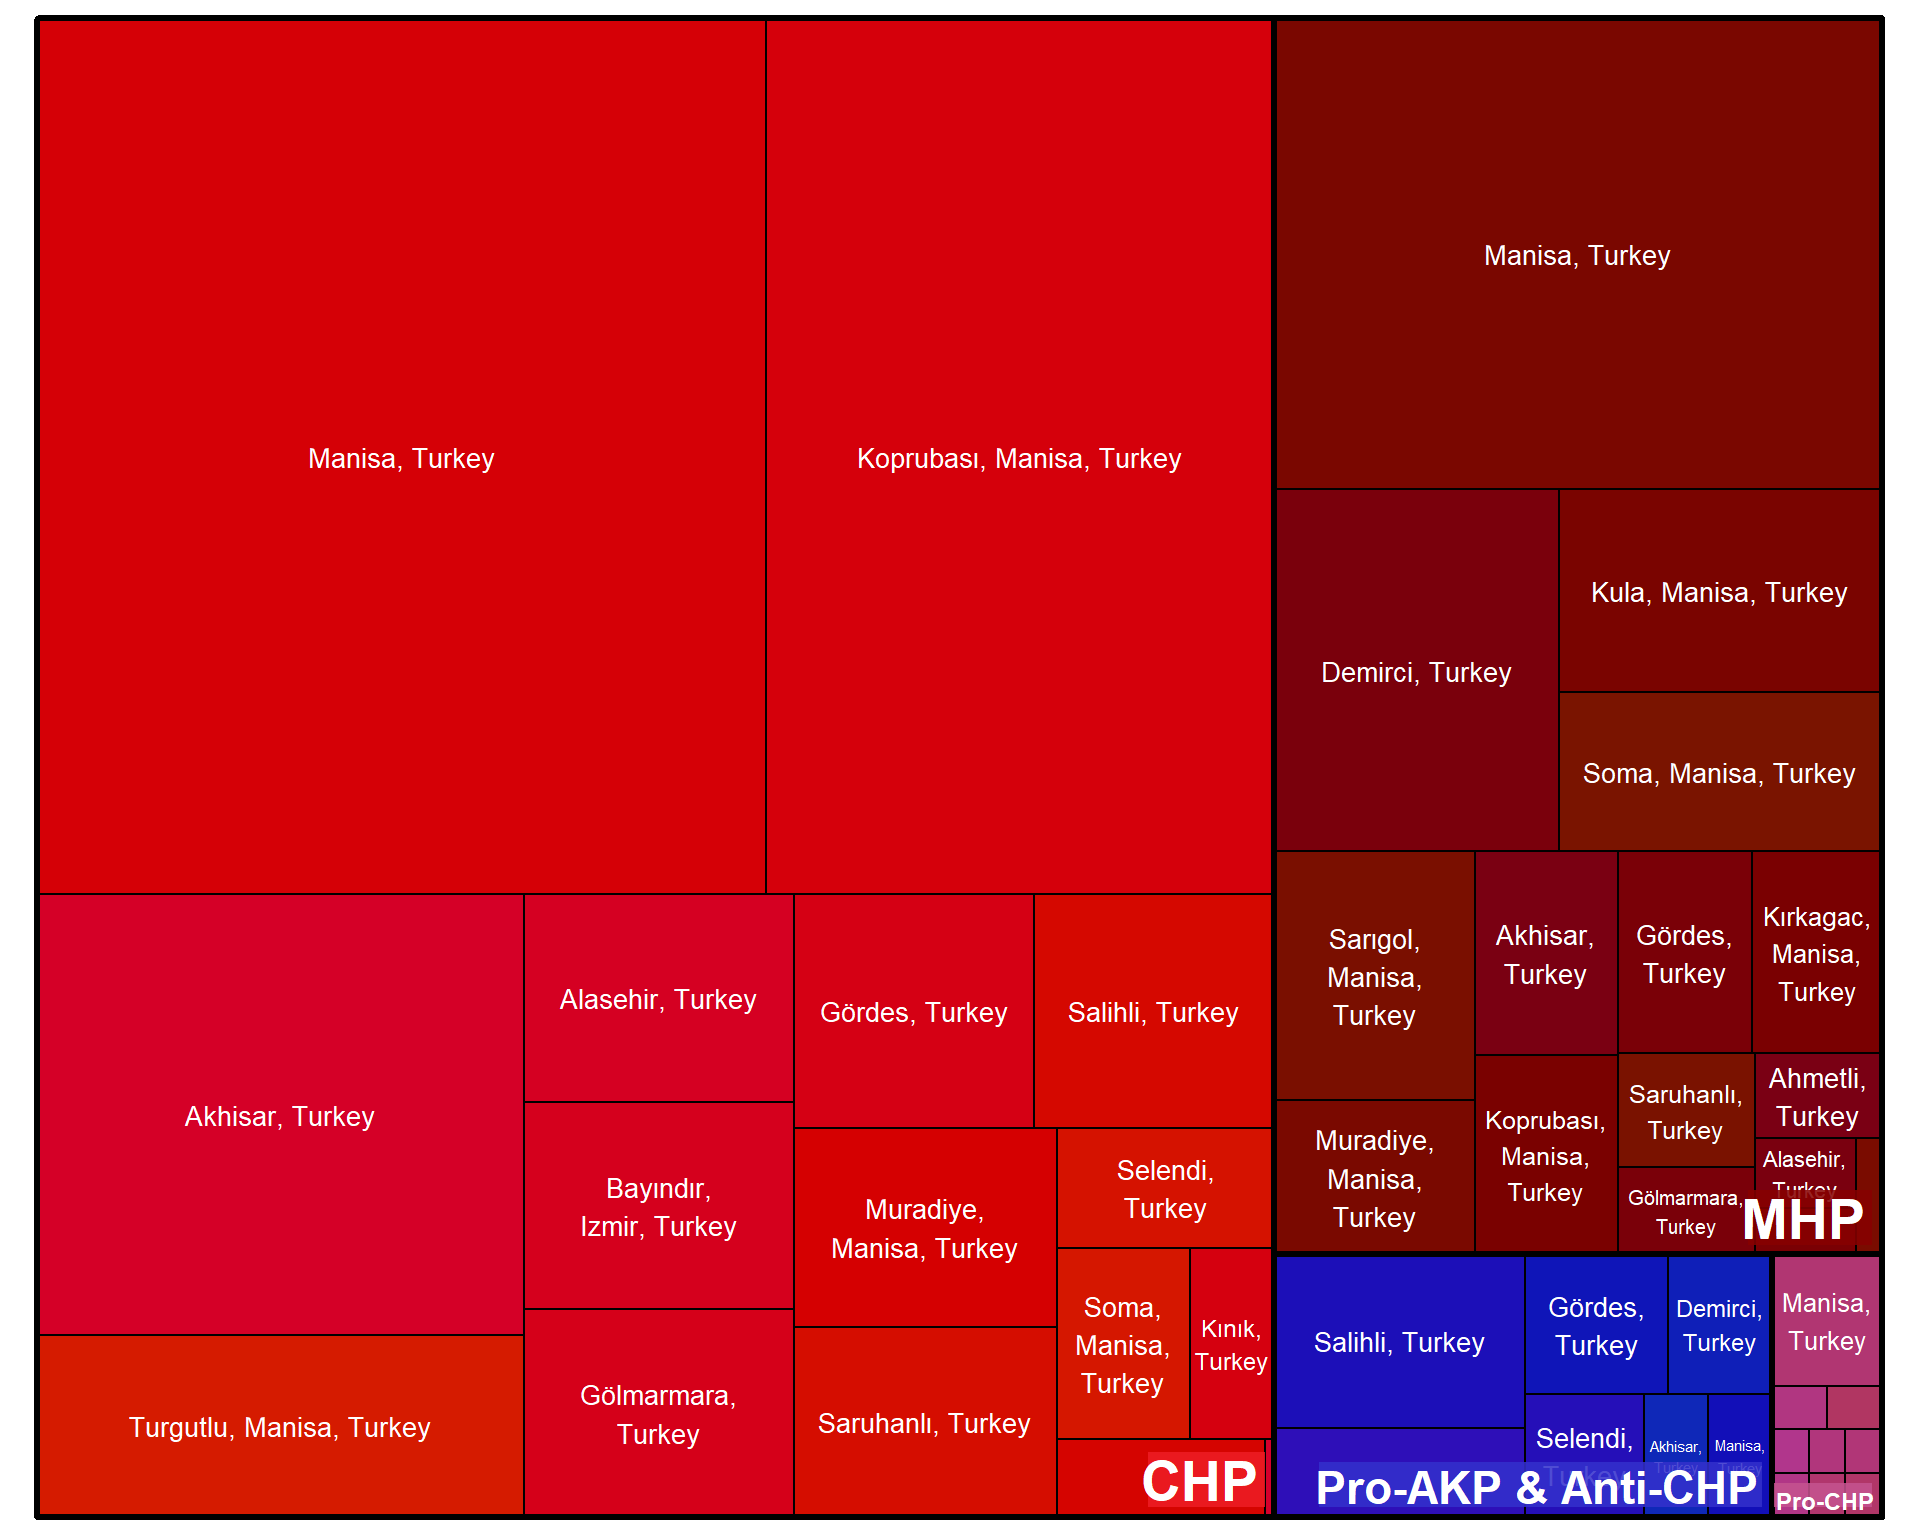 Manisa, Turkey
Koprubası, Manisa, Turkey
Akhisar, Turkey
Turgutlu, Manisa, Turkey
Alasehir, Turkey
Bayındır,
Izmir, Turkey
Gölmarmara,
Turkey
Gördes, Turkey
Salihli, Turkey
Muradiye,
Manisa, Turkey
Saruhanlı, Turkey
Selendi,
Turkey
Soma,
Manisa,
Turkey
Kınık,
Turkey
CHP
Manisa, Turkey
Demirci, Turkey
Kula, Manisa, Turkey
Soma, Manisa, Turkey
Sarıgol,
Manisa,
Turkey
Muradiye,
Manisa,
Turkey
Akhisar,
Turkey
Koprubası,
Manisa,
Turkey
Gördes,
Turkey
Kırkagac,
Manisa,
Turkey
Saruhanlı,
Turkey
Gölmarmara,
Turkey
Ahmetli,
Turkey
Alasehir,
Turkey
MHP
Salihli, Turkey
Gördes,
Turkey
Demirci,
Turkey
Selendi,
Turkey
Akhisar,
Turkey
Manisa,
Turkey
Pro-AKP & Anti-CHP
Manisa,
Turkey
Pro-CHP